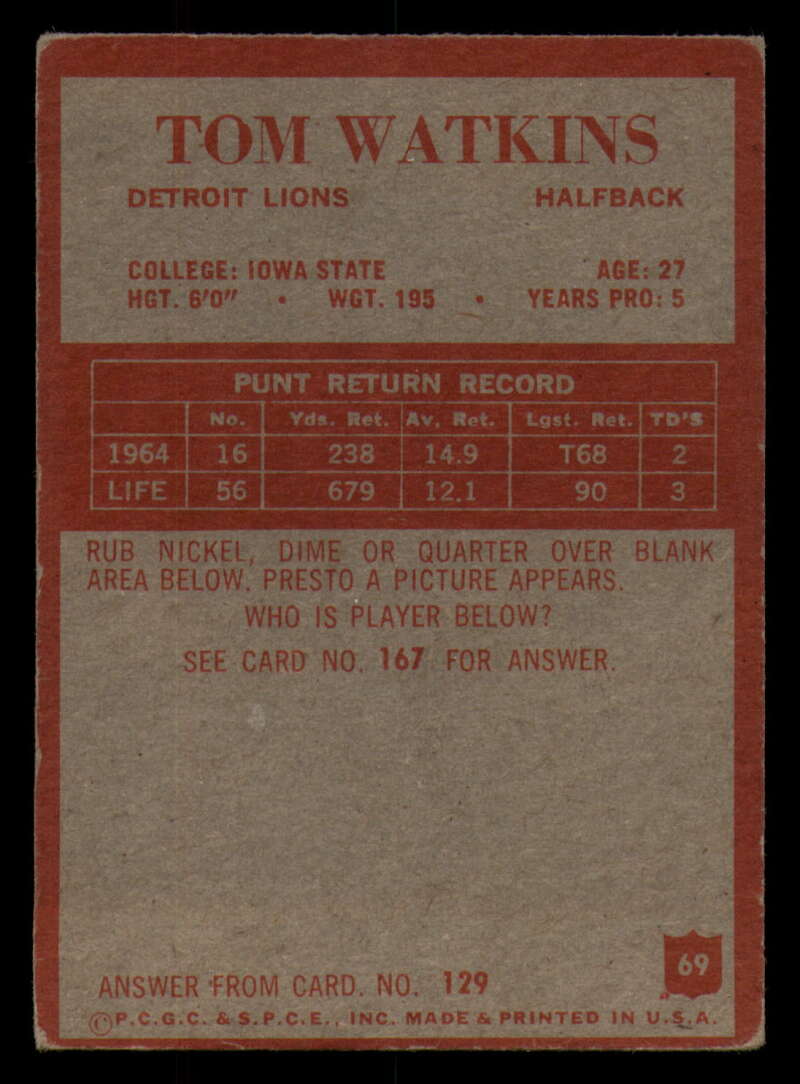 TOM WATKINS
DETROIT LIONS HALFBACK
COLLEGE: IOWA STATE AGE: 27
HGT. 6'0" • WGT. 195 • YEARS PRO: 5
PUNT RETURN RECORD
No. Yds. Ret. Av. Ret. Lgst. Ret. TD'S
1964 16 238 14.9 T68 2
LIFE 56 679 12.1 90 3
RUB NICKEL, DIME OR QUARTER OVER BLANK
AREA BELOW. PRESTO A PICTURE APPEARS.
WHO IS PLAYER BELOW?
SEE CARD NO. 167 FOR ANSWER.
69
ANSWER FROM CARD. NO. 129
©P.C.G.C. & S.P.C.E., INC. MADE & PRINTED IN U.S.A.